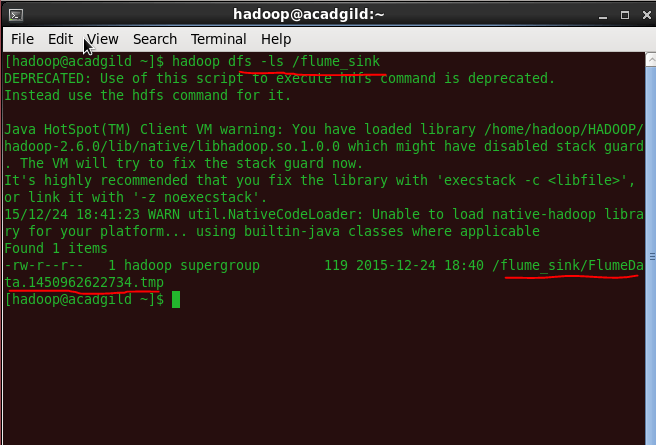 hadoop@acadgild:~
File Edit View Search Terminal Help
[hadoop@acadgild ~]$ hadoop dfs -ls /flume_sink
DEPRECATED: Use of this script to execute hdfs command is deprecated.
Instead use the hdfs command for it.
Java HotSpot(TM) Client VM warning: You have loaded library /home/hadoop/HADOOP/
hadoop-2.6.0/lib/native/libhadoop.so.1.0.0 which might have disabled stack guard
. The VM will try to fix the stack guard now.
It's highly recommended that you fix the library with 'execstack -c <libfile>',
or link it with '-z noexecstack'.
15/12/24 18:41:23 WARN util.NativeCodeLoader: Unable to load native-hadoop libra
ry for your platform... using builtin-java classes where applicable
Found 1 items
-rw-r--r--   1 hadoop supergroup        119 2015-12-24 18:40 /flume_sink/FlumeDa
ta.1450962622734.tmp
[hadoop@acadgild ~]$